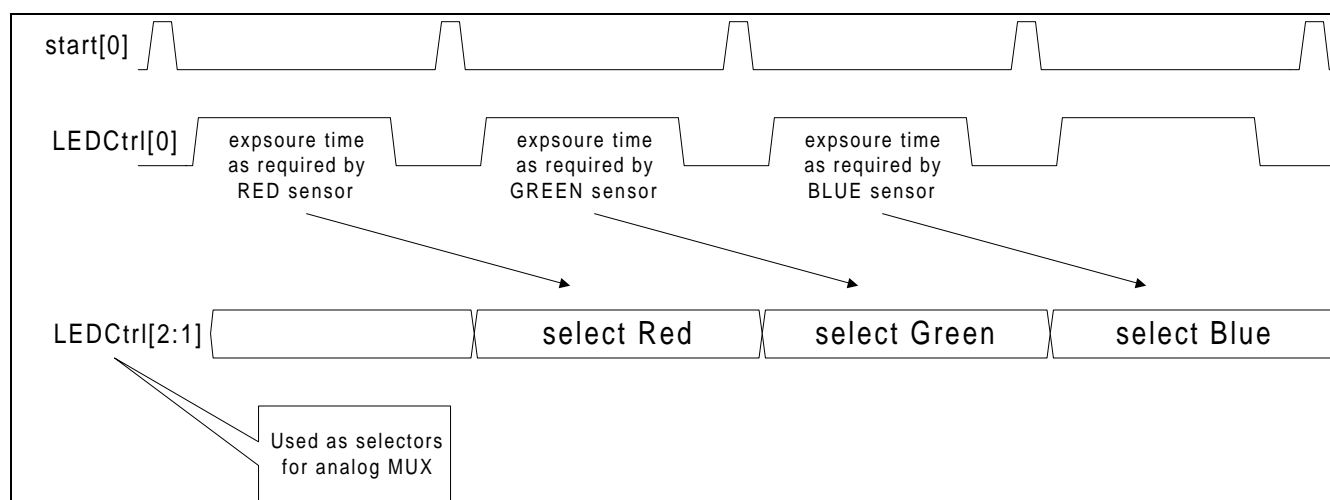 start[0]
LEDCtrl[0]
expsoure time
as required by
RED sensor
expsoure time
as required by
GREEN sensor
expsoure time
as required by
BLUE sensor
LEDCtrl[2:1]
select Red
select Green
select Blue
Used as selectors
for analog MUX